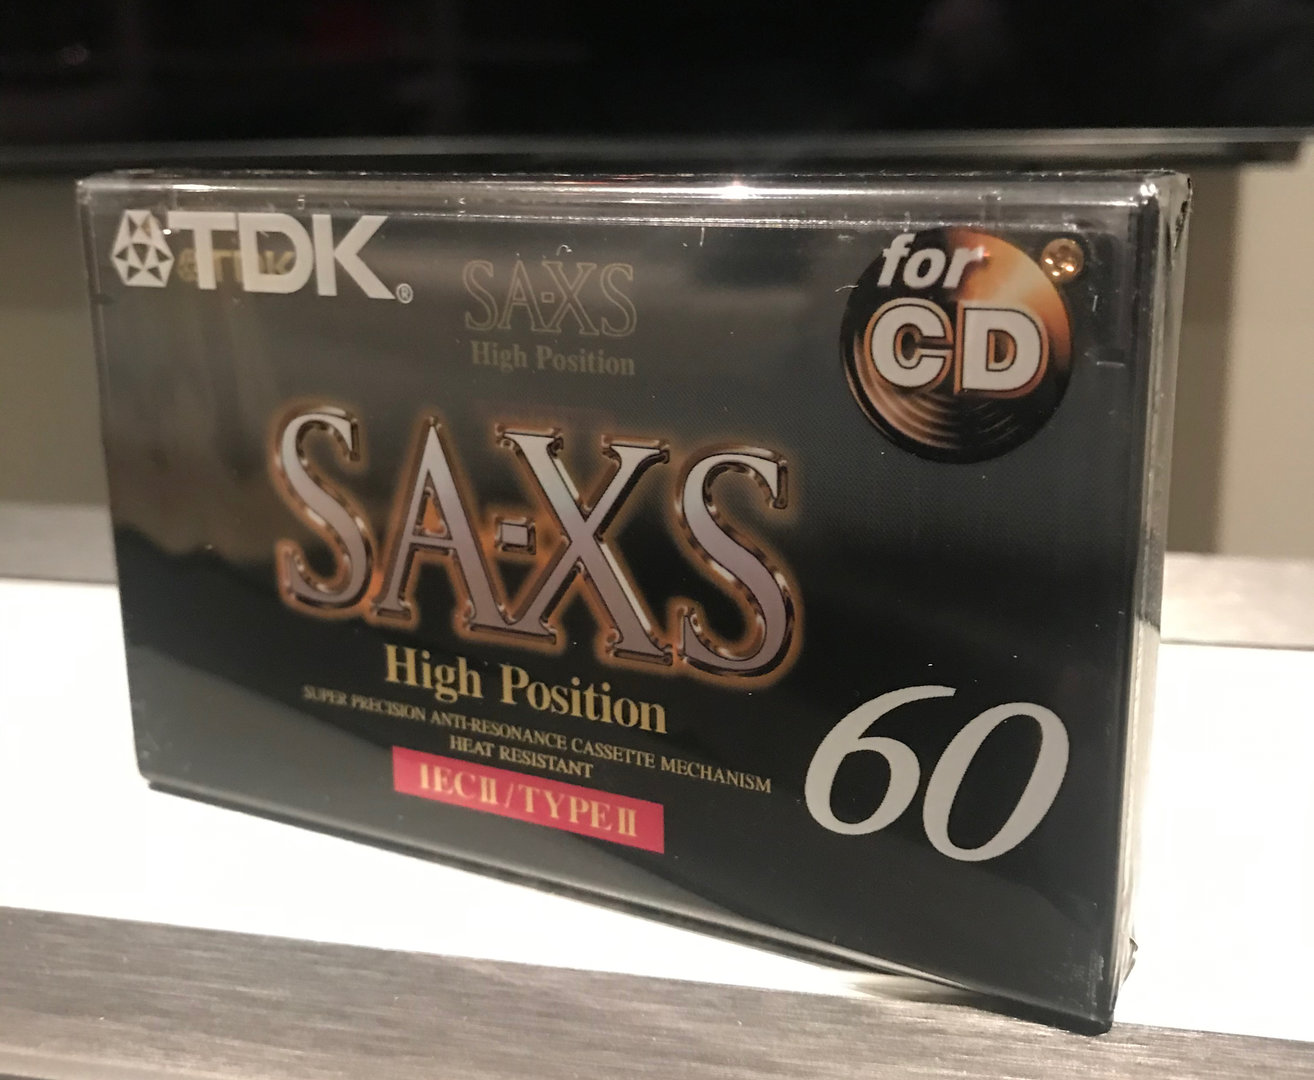 TDK®
for
CD
SA-XS
High Position
SA-XS
High Position
SUPER PRECISION ANTI-RESONANCE CASSETTE MECHANISM
HEAT RESISTANT
IECII/TYPEII
60